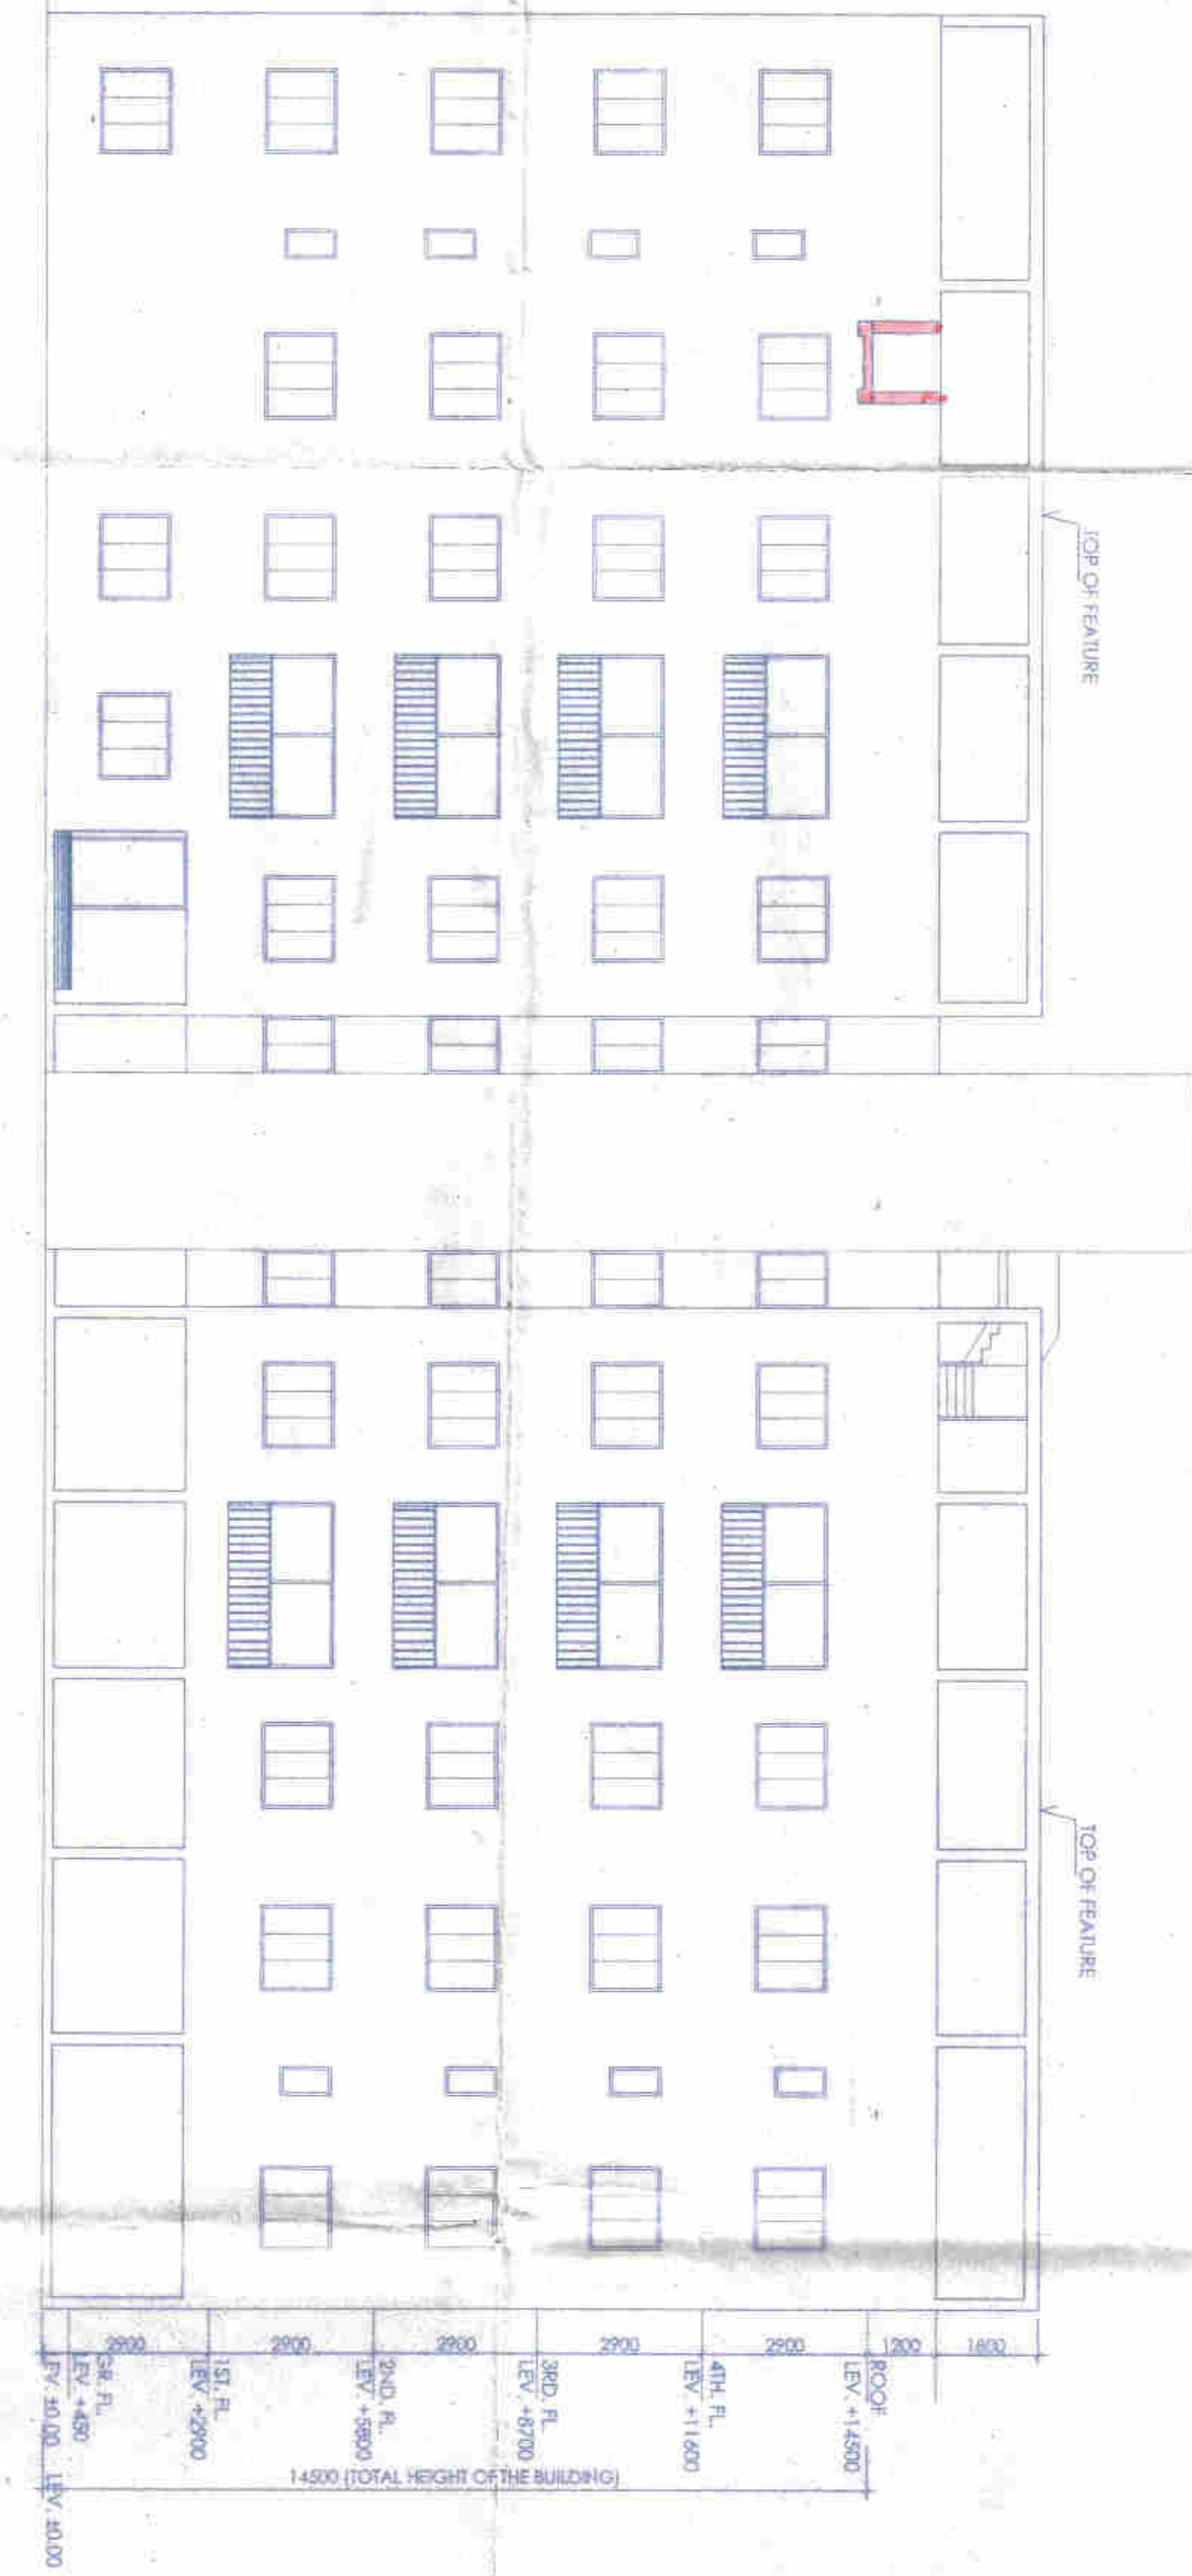 TOP OF FEATURE
TOP OF FEATURE
1800
1200
2900
2900
2900
2900
2900
ROOF
LEV. +14500
4TH. FL.
LEV. +11600
3RD. FL.
LEV. +8700
2ND. FL.
LEV. +5800
1ST. FL.
LEV. +2900
GR. FL.
LEV. +450
LEV. ±0.00
LEV. ±0.00
14500 (TOTAL HEIGHT OF THE BUILDING)